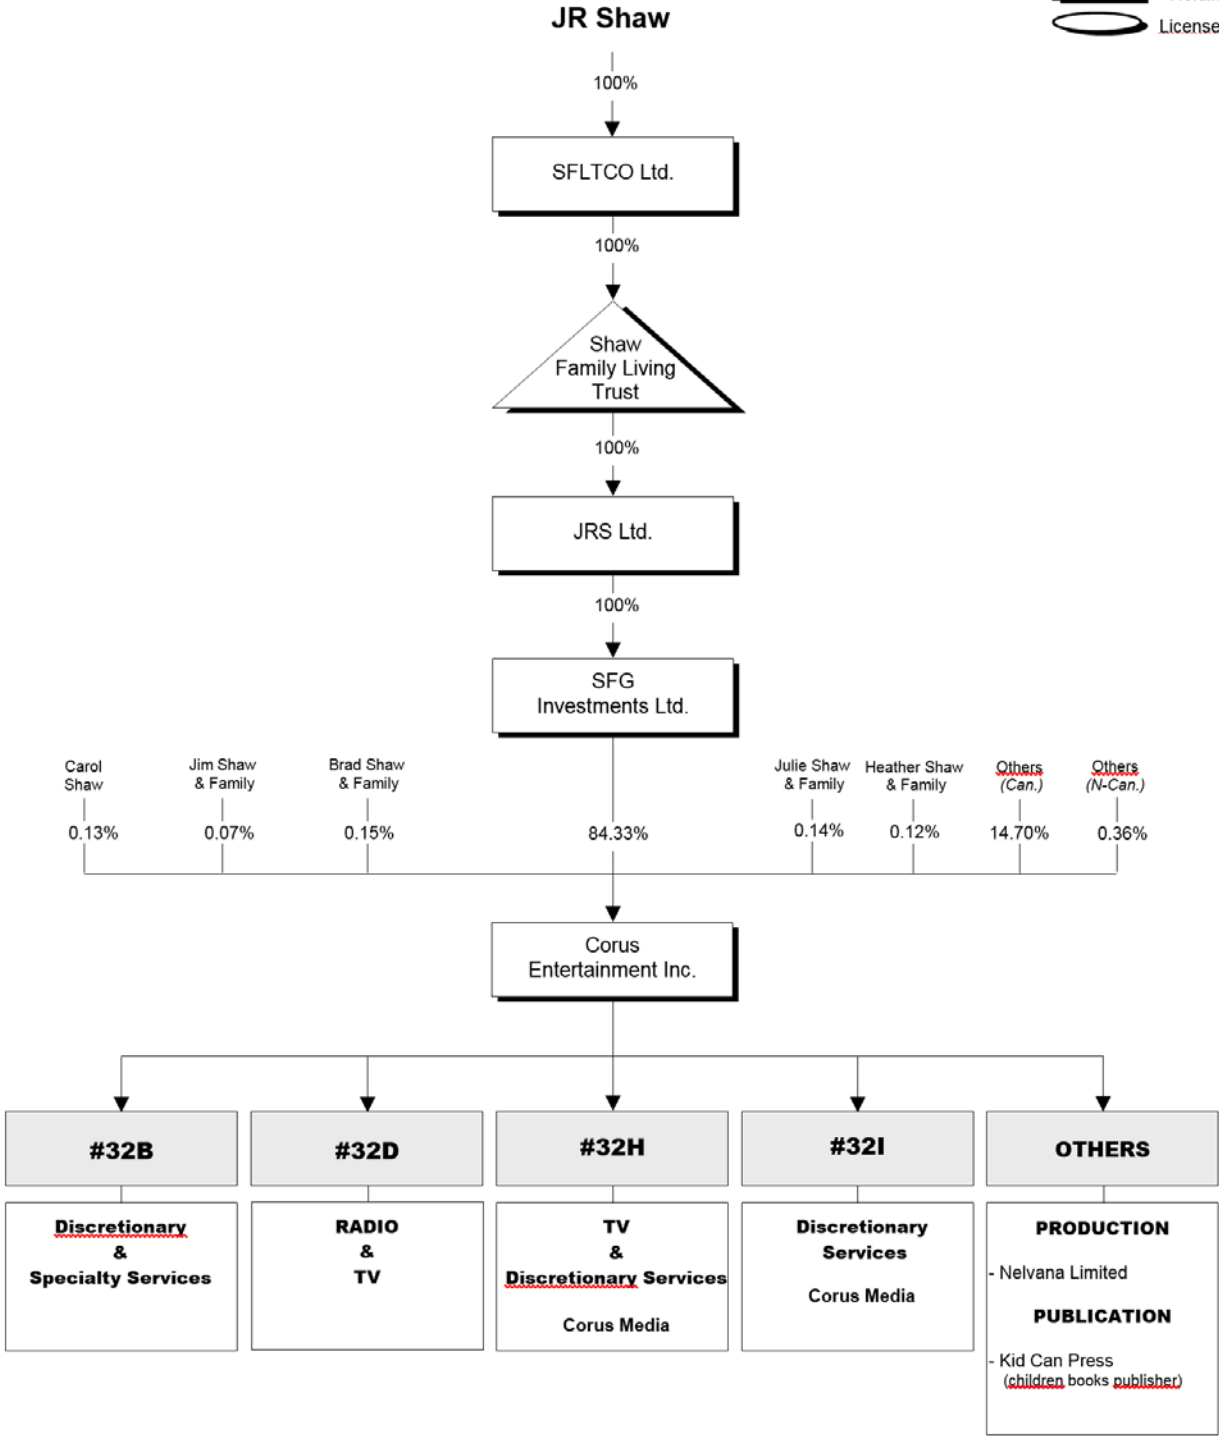 JR Shaw
License
100%
SFLTCO Ltd.
100%
Shaw
Family Living
Trust
100%
JRS Ltd.
100%
SFG
Investments Ltd.
Carol
Shaw
Jim Shaw
& Family
Brad Shaw
& Family
Julie Shaw
& Family
Heather Shaw
& Family
Others
(Can.)
Others
(N-Can.)
0.13%
0.07%
0.15%
84.33%
0.14%
0.12%
14.70%
0.36%
Corus
Entertainment Inc.
#32B
#32D
#32H
#32I
OTHERS
Discretionary
&
Specialty Services
RADIO
&
TV
TV
&
Discretionary Services
Corus Media
Discretionary
Services
Corus Media
PRODUCTION
- Nelvana Limited
PUBLICATION
- Kid Can Press
(children books publisher)